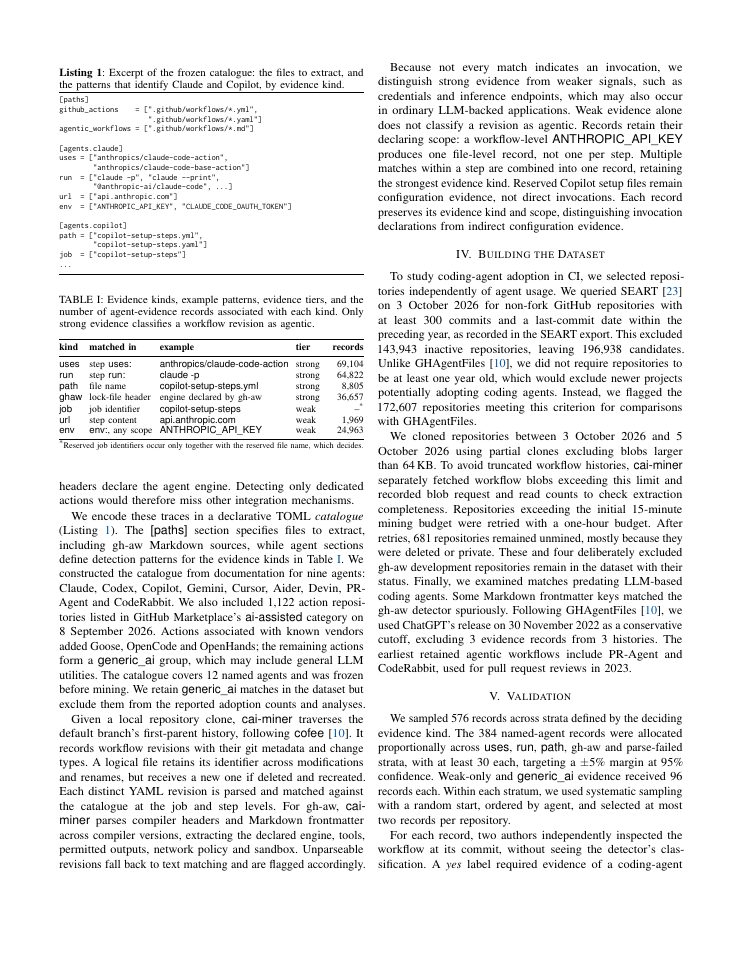 Listing 1: Excerpt of the frozen catalogue: the files to extract, and
the patterns that identify Claude and Copilot, by evidence kind.
[paths]
github_actions    = [".github/workflows/*.yml",
                     ".github/workflows/*.yaml"]
agentic_workflows = [".github/workflows/*.md"]

[agents.claude]
uses = ["anthropics/claude-code-action",
        "anthropics/claude-code-base-action"]
run  = ["claude -p", "claude --print",
        "@anthropic-ai/claude-code", ...]
url  = ["api.anthropic.com"]
env  = ["ANTHROPIC_API_KEY", "CLAUDE_CODE_OAUTH_TOKEN"]

[agents.copilot]
path = ["copilot-setup-steps.yml",
        "copilot-setup-steps.yaml"]
job  = ["copilot-setup-steps"]
...
TABLE I: Evidence kinds, example patterns, evidence tiers, and the
number of agent-evidence records associated with each kind. Only
strong evidence classifies a workflow revision as agentic.
kind matched in example tier records
uses step uses: anthropics/claude-code-action strong 69,104
run step run: claude -p strong 64,822
path file name copilot-setup-steps.yml strong 8,805
ghaw lock-file header engine declared by gh-aw strong 36,657
job job identifier copilot-setup-steps weak –*
url step content api.anthropic.com weak 1,969
env env:, any scope ANTHROPIC_API_KEY weak 24,963
*Reserved job identifiers occur only together with the reserved file name, which decides.
headers declare the agent engine. Detecting only dedicated
actions would therefore miss other integration mechanisms.
We encode these traces in a declarative TOML catalogue
(Listing 1). The [paths] section specifies files to extract,
including gh-aw Markdown sources, while agent sections
define detection patterns for the evidence kinds in Table I. We
constructed the catalogue from documentation for nine agents:
Claude, Codex, Copilot, Gemini, Cursor, Aider, Devin, PR-
Agent and CodeRabbit. We also included 1,122 action reposi-
tories listed in GitHub Marketplace's ai-assisted category on
8 September 2026. Actions associated with known vendors
added Goose, OpenCode and OpenHands; the remaining actions
form a generic_ai group, which may include general LLM
utilities. The catalogue covers 12 named agents and was frozen
before mining. We retain generic_ai matches in the dataset but
exclude them from the reported adoption counts and analyses.
Given a local repository clone, cai-miner traverses the
default branch's first-parent history, following cofee [10]. It
records workflow revisions with their git metadata and change
types. A logical file retains its identifier across modifications
and renames, but receives a new one if deleted and recreated.
Each distinct YAML revision is parsed and matched against
the catalogue at the job and step levels. For gh-aw, cai-
miner parses compiler headers and Markdown frontmatter
across compiler versions, extracting the declared engine, tools,
permitted outputs, network policy and sandbox. Unparseable
revisions fall back to text matching and are flagged accordingly.
Because not every match indicates an invocation, we
distinguish strong evidence from weaker signals, such as
credentials and inference endpoints, which may also occur
in ordinary LLM-backed applications. Weak evidence alone
does not classify a revision as agentic. Records retain their
declaring scope: a workflow-level ANTHROPIC_API_KEY
produces one file-level record, not one per step. Multiple
matches within a step are combined into one record, retaining
the strongest evidence kind. Reserved Copilot setup files remain
configuration evidence, not direct invocations. Each record
preserves its evidence kind and scope, distinguishing invocation
declarations from indirect configuration evidence.
IV. BUILDING THE DATASET
To study coding-agent adoption in CI, we selected reposi-
tories independently of agent usage. We queried SEART [23]
on 3 October 2026 for non-fork GitHub repositories with
at least 300 commits and a last-commit date within the
preceding year, as recorded in the SEART export. This excluded
143,943 inactive repositories, leaving 196,938 candidates.
Unlike GHAgentFiles [10], we did not require repositories to
be at least one year old, which would exclude newer projects
potentially adopting coding agents. Instead, we flagged the
172,607 repositories meeting this criterion for comparisons
with GHAgentFiles.
We cloned repositories between 3 October 2026 and 5
October 2026 using partial clones excluding blobs larger
than 64 KB. To avoid truncated workflow histories, cai-miner
separately fetched workflow blobs exceeding this limit and
recorded blob request and read counts to check extraction
completeness. Repositories exceeding the initial 15-minute
mining budget were retried with a one-hour budget. After
retries, 681 repositories remained unmined, mostly because they
were deleted or private. These and four deliberately excluded
gh-aw development repositories remain in the dataset with their
status. Finally, we examined matches predating LLM-based
coding agents. Some Markdown frontmatter keys matched the
gh-aw detector spuriously. Following GHAgentFiles [10], we
used ChatGPT's release on 30 November 2022 as a conservative
cutoff, excluding 3 evidence records from 3 histories. The
earliest retained agentic workflows include PR-Agent and
CodeRabbit, used for pull request reviews in 2023.
V. VALIDATION
We sampled 576 records across strata defined by the deciding
evidence kind. The 384 named-agent records were allocated
proportionally across uses, run, path, gh-aw and parse-failed
strata, with at least 30 each, targeting a ±5% margin at 95%
confidence. Weak-only and generic_ai evidence received 96
records each. Within each stratum, we used systematic sampling
with a random start, ordered by agent, and selected at most
two records per repository.
For each record, two authors independently inspected the
workflow at its commit, without seeing the detector's clas-
sification. A yes label required evidence of a coding-agent